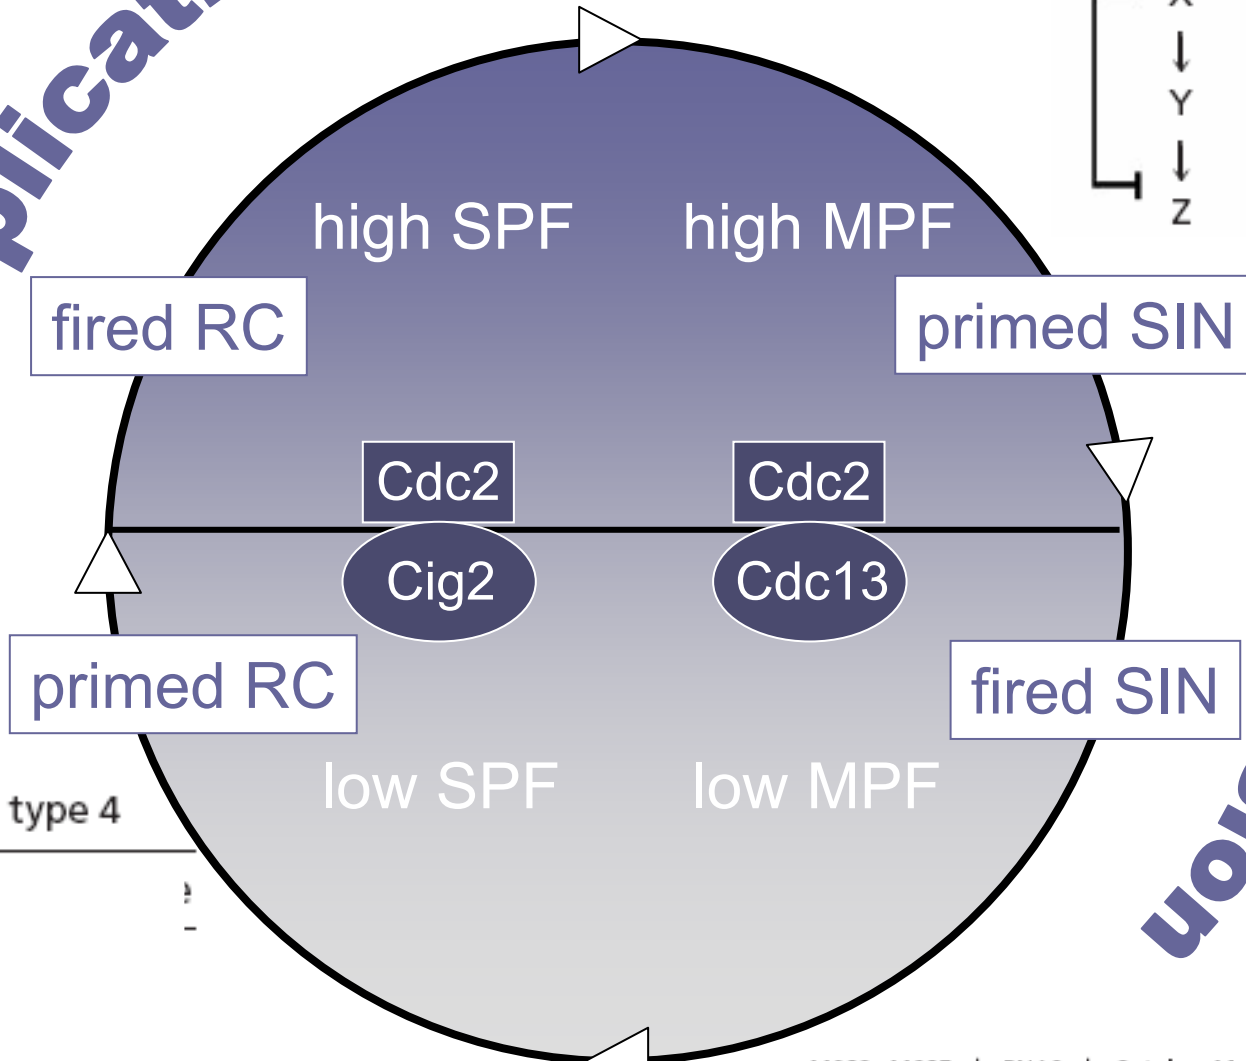 Y
Z
high SPF
high MPF
fired RC
primed SIN
Cdc2
Cdc2
Cig2
Cdc13
primed RC
fired SIN
low SPF
low MPF
type 4